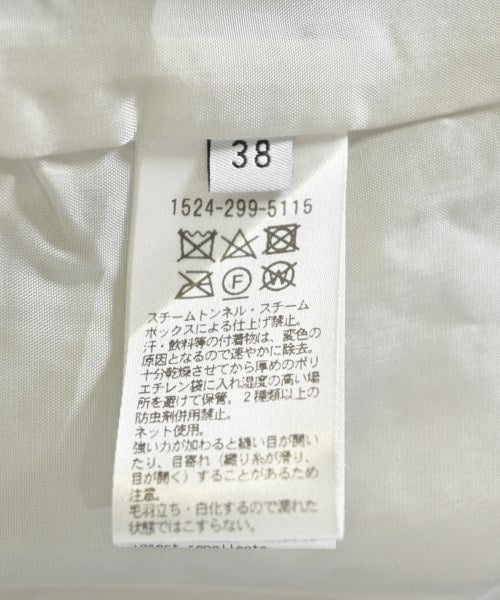 38
1524-299-5115
F
W
スチームトンネル・スチーム
ボックスによる仕上げ禁止。
汗・飲料等の付着物は、変色の
原因となるので速やかに除去。
十分乾燥させてから厚めのポリ
エチレン袋に入れ湿度の高い場
所を避けて保管。２種類以上の
防虫剤併用禁止。
ネット使用。
強い力が加わると縫い目が開い
たり、目寄れ（織り糸が滑り、
目が開く）することがあるため
注意。
毛羽立ち・白化するので濡れた
状態ではこすらない。